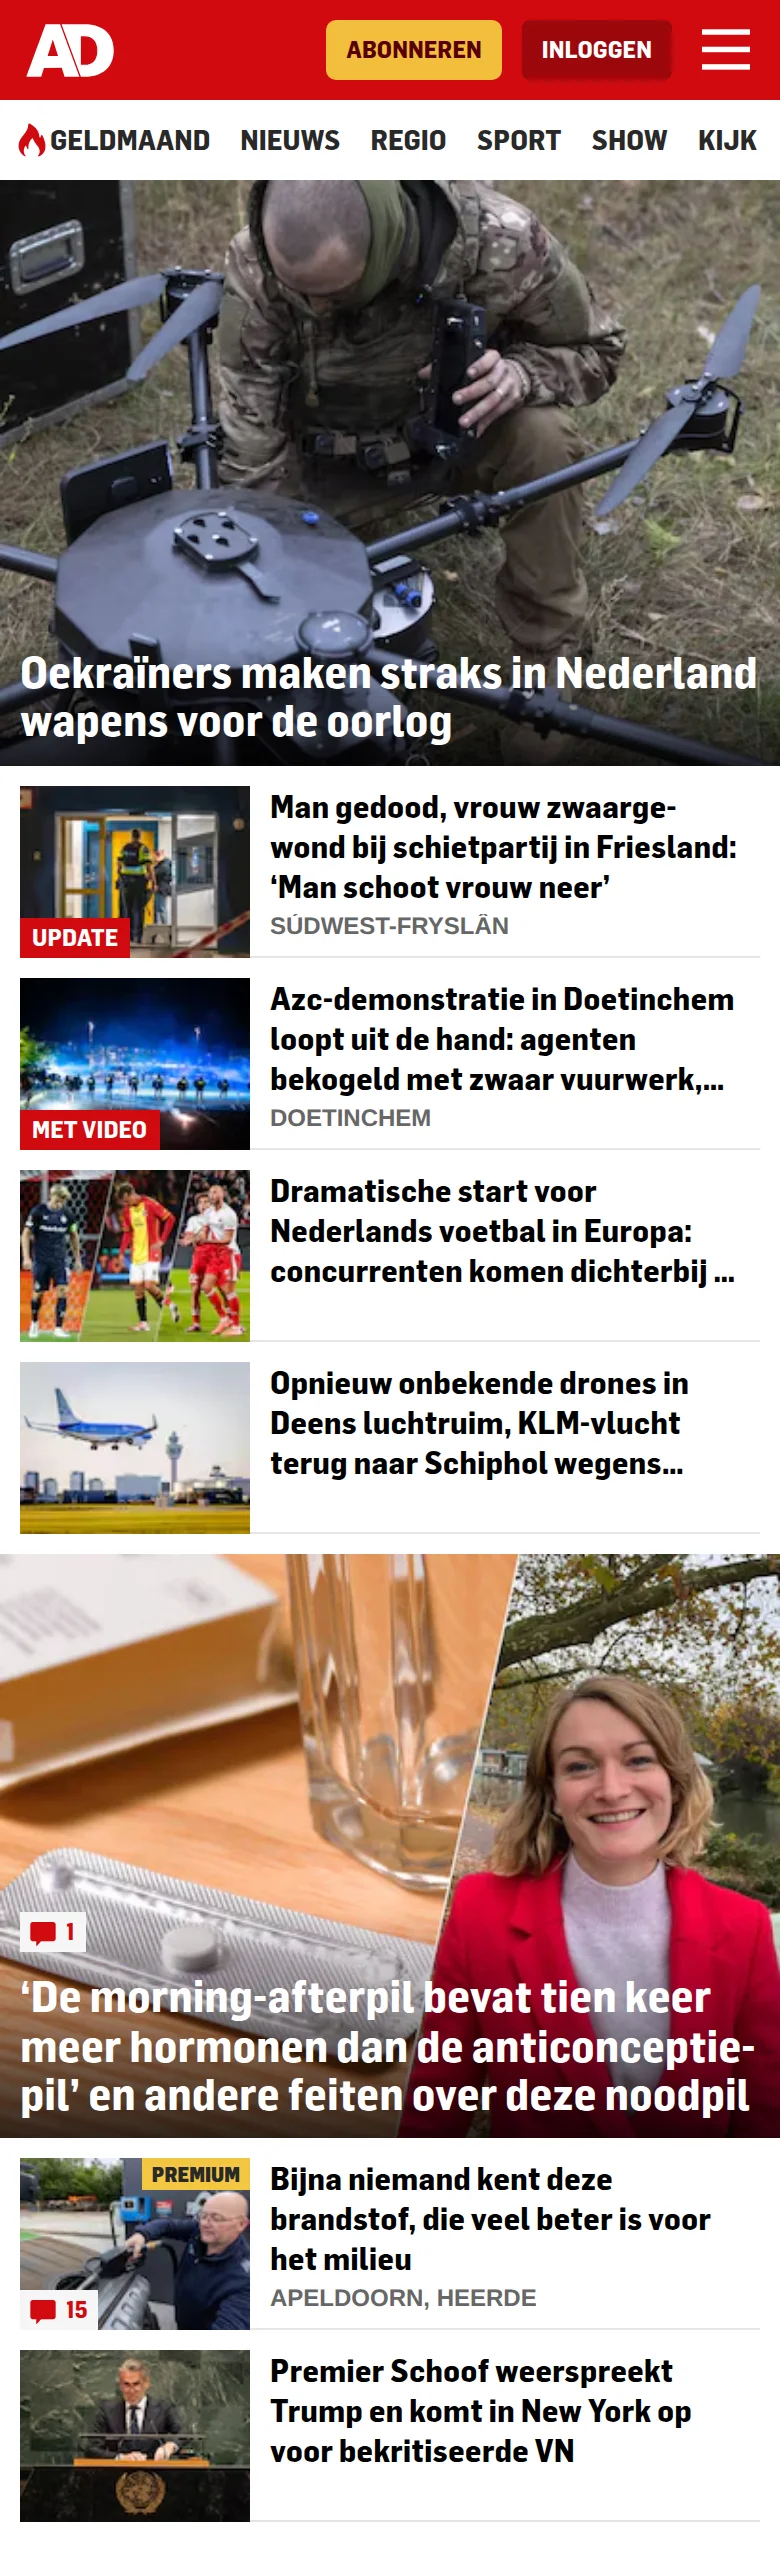 AD
ABONNEREN
INLOGGEN
GELDMAAND NIEUWS REGIO SPORT SHOW KIJK
Oekraïners maken straks in Nederland
wapens voor de oorlog
Man gedood, vrouw zwaarge-
wond bij schietpartij in Friesland:
‘Man schoot vrouw neer’
SÚDWEST-FRYSLÂN
UPDATE
Azc-demonstratie in Doetinchem
loopt uit de hand: agenten
bekogeld met zwaar vuurwerk,...
DOETINCHEM
MET VIDEO
Dramatische start voor
Nederlands voetbal in Europa:
concurrenten komen dichterbij ...
Opnieuw onbekende drones in
Deens luchtruim, KLM-vlucht
terug naar Schiphol wegens...
1
‘De morning-afterpil bevat tien keer
meer hormonen dan de anticonceptie-
pil’ en andere feiten over deze noodpil
PREMIUM
15
Bijna niemand kent deze
brandstof, die veel beter is voor
het milieu
APELDOORN, HEERDE
Premier Schoof weerspreekt
Trump en komt in New York op
voor bekritiseerde VN